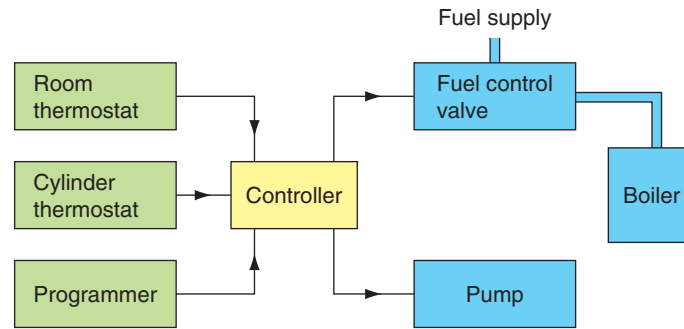 Fuel supply
Room
thermostat
Fuel control
valve
Cylinder
thermostat
Controller
Boiler
Programmer
Pump